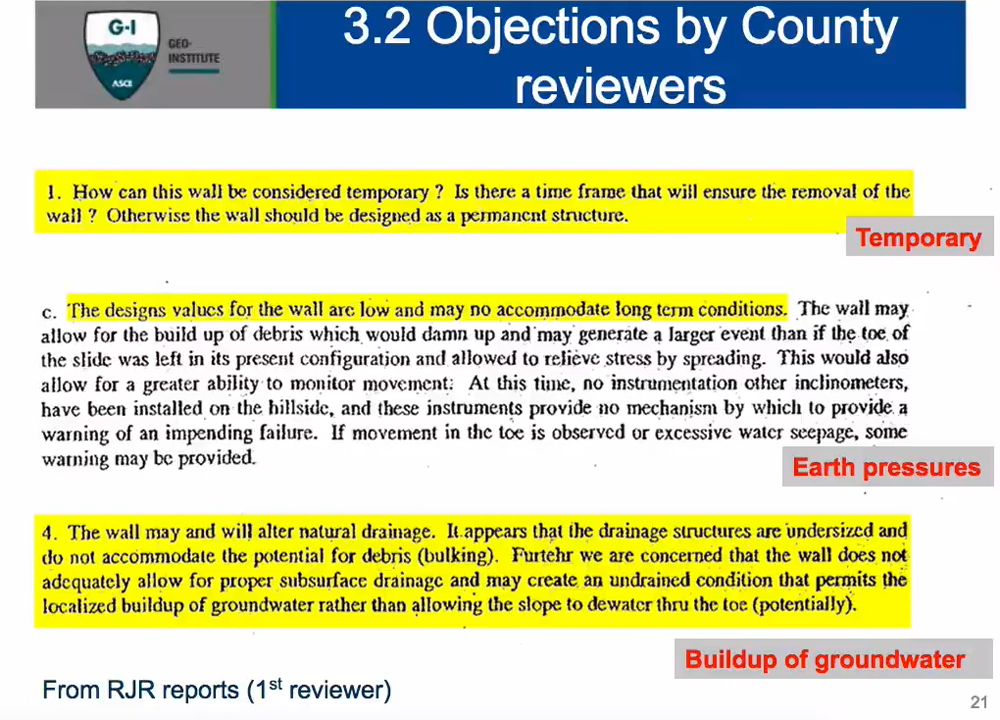 G-I
GEO-
INSTITUTE
ASCE
3.2 Objections by County
reviewers
1. How can this wall be considered temporary ? Is there a time frame that will ensure the removal of the
wall ? Otherwise the wall should be designed as a permanent structure.
Temporary
c. The designs values for the wall are low and may no accommodate long term conditions. The wall may
allow for the build up of debris which would damn up and may generate a larger event than if the toe of
the slide was left in its present configuration and allowed to relieve stress by spreading. This would also
allow for a greater ability to monitor movement: At this time, no instrumentation other inclinometers,
have been installed on the hillside, and these instruments provide no mechanism by which to provide a
warning of an impending failure. If movement in the toe is observed or excessive water seepage, some
warning may be provided.
Earth pressures
4. The wall may and will alter natural drainage. It appears that the drainage structures are undersized and
do not accommodate the potential for debris (bulking). Furtehr we are concerned that the wall does not
adequately allow for proper subsurface drainage and may create an undrained condition that permits the
localized buildup of groundwater rather than allowing the slope to dewater thru the toe (potentially).
Buildup of groundwater
From RJR reports (1st reviewer)
21